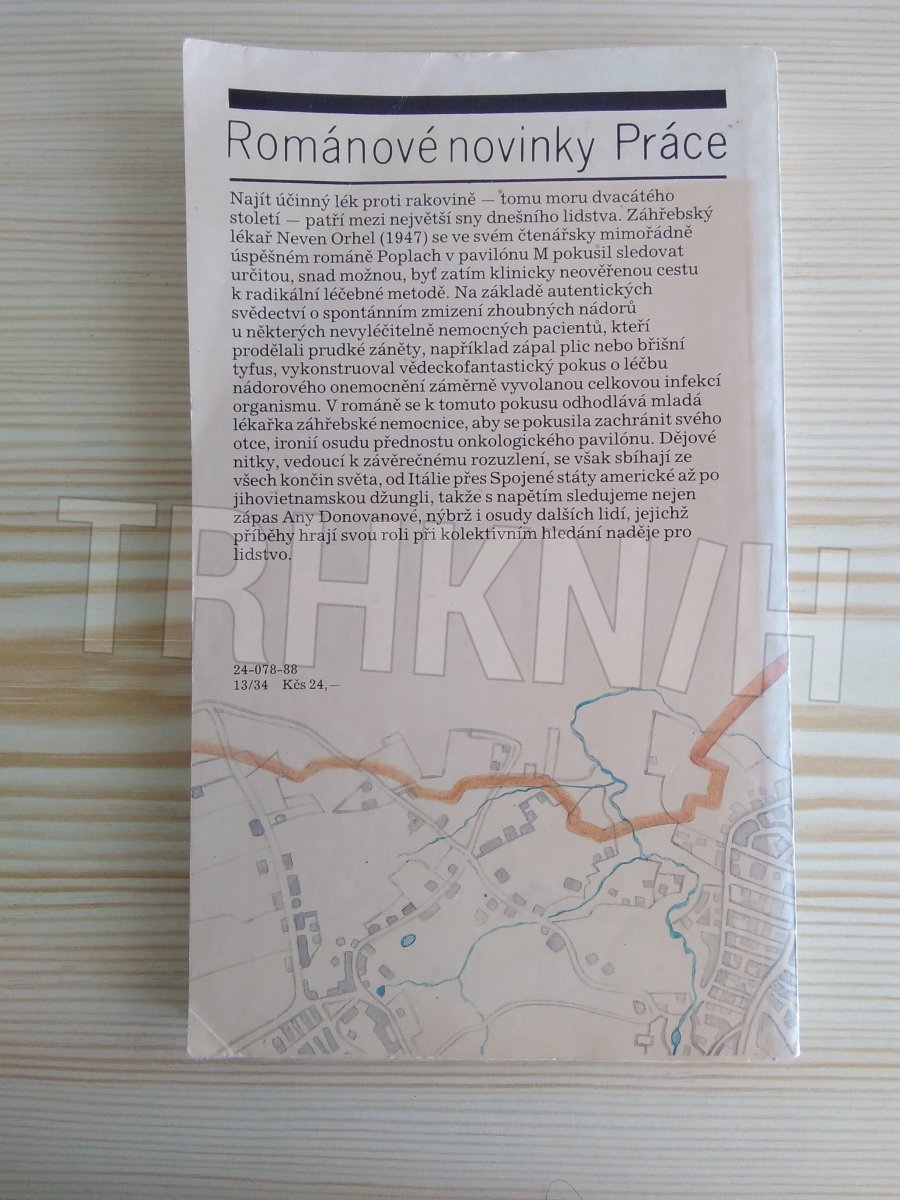 Románové novinky Práce
Najít účinný lék proti rakovině — tomu moru dvacátého
století — patří mezi největší sny dnešního lidstva. Záhřebský
lékař Neven Orhel (1947) se ve svém čtenářsky mimořádně
úspěšném románě Poplach v pavilónu M pokusil sledovat
určitou, snad možnou, byť zatím klinicky neověřenou cestu
k radikální léčebné metodě. Na základě autentických
svědectví o spontánním zmizení zhoubných nádorů
u některých nevyléčitelně nemocných pacientů, kteří
prodělali prudké záněty, například zápal plic nebo břišní
tyfus, vykonstruoval vědeckofantastický pokus o léčbu
nádorového onemocnění záměrně vyvolanou celkovou infekcí
organismu. V románě se k tomuto pokusu odhodlává mladá
lékařka záhřebské nemocnice, aby se pokusila zachránit svého
otce, ironií osudu přednostu onkologického pavilónu. Dějové
nitky, vedoucí k závěrečnému rozuzlení, se však sbíhají ze
všech končin světa, od Itálie přes Spojené státy americké až po
jihovietnamskou džungli, takže s napětím sledujeme nejen
zápas Any Donovanové, nýbrž i osudy dalších lidí, jejichž
příběhy hrají svou roli při kolektivním hledání naděje pro
lidstvo.
TRHKNIH
24-078-88
13/34 Kčs 24,—